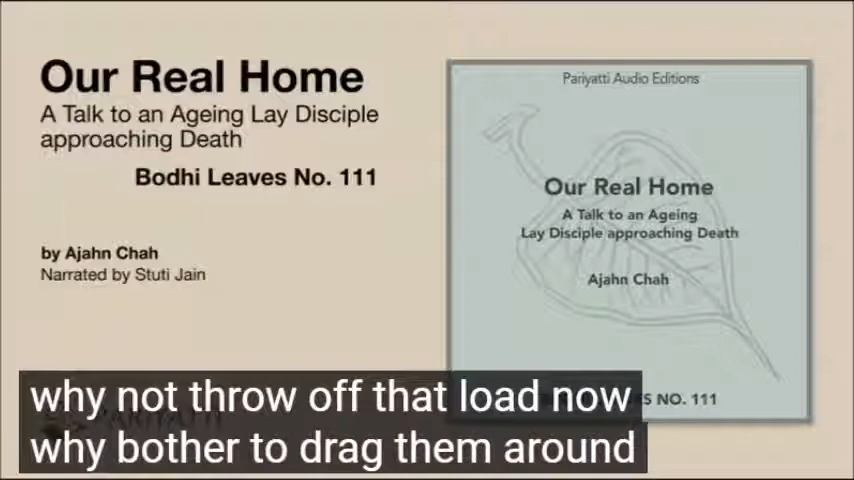 Our Real Home
A Talk to an Ageing Lay Disciple
approaching Death
Bodhi Leaves No. 111
by Ajahn Chah
Narrated by Stuti Jain
Pariyatti Audio Editions
Our Real Home
A Talk to an Ageing
Lay Disciple approaching Death
Ajahn Chah
NO. 111
why not throw off that load now
why bother to drag them around